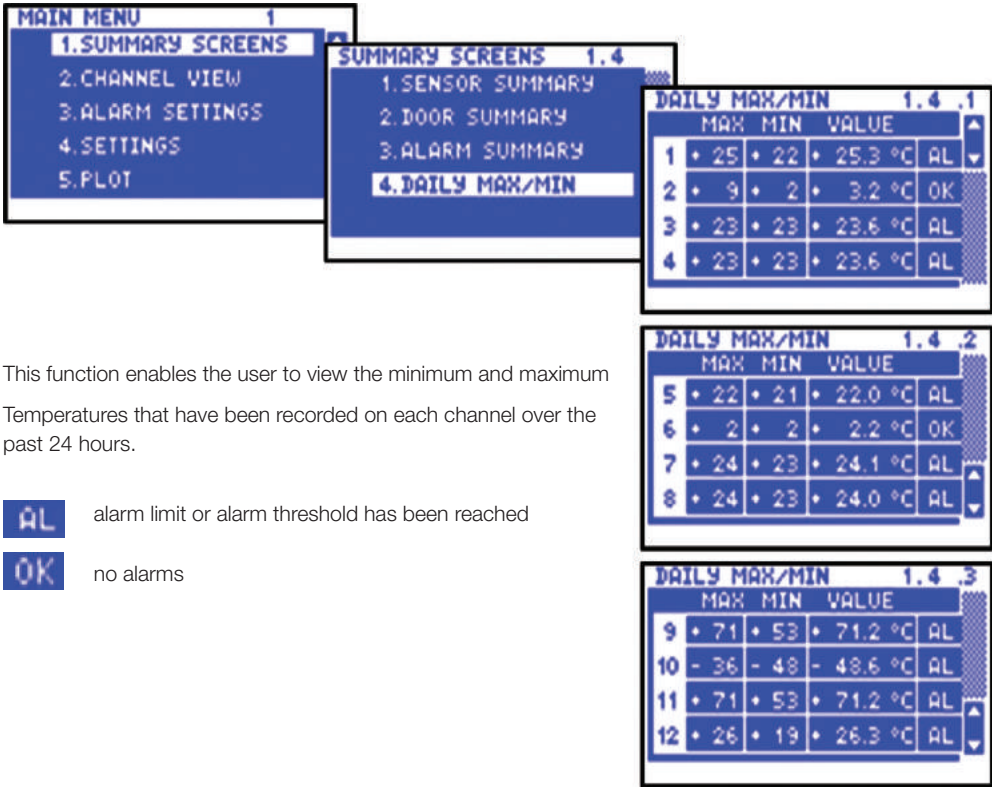 MAIN MENU 1
1.SUMMARY SCREENS
2.CHANNEL VIEW
3.ALARM SETTINGS
4.SETTINGS
5.PLOT
SUMMARY SCREENS 1.4
1.SENSOR SUMMARY
2.DOOR SUMMARY
3.ALARM SUMMARY
4.DAILY MAX/MIN
DAILY MAX/MIN 1.4 .1
MAX MIN VALUE
1 + 25 + 22 + 25.3 °C AL
2 + 9 + 2 + 3.2 °C OK
3 + 23 + 23 + 23.6 °C AL
4 + 23 + 23 + 23.6 °C AL
This function enables the user to view the minimum and maximum
Temperatures that have been recorded on each channel over the
past 24 hours.
AL alarm limit or alarm threshold has been reached
OK no alarms
DAILY MAX/MIN 1.4 .2
MAX MIN VALUE
5 + 22 + 21 + 22.0 °C AL
6 + 2 + 2 + 2.2 °C OK
7 + 24 + 23 + 24.1 °C AL
8 + 24 + 23 + 24.0 °C AL
DAILY MAX/MIN 1.4 .3
MAX MIN VALUE
9 + 71 + 53 + 71.2 °C AL
10 - 36 - 48 - 48.6 °C AL
11 + 71 + 53 + 71.2 °C AL
12 + 26 + 19 + 26.3 °C AL